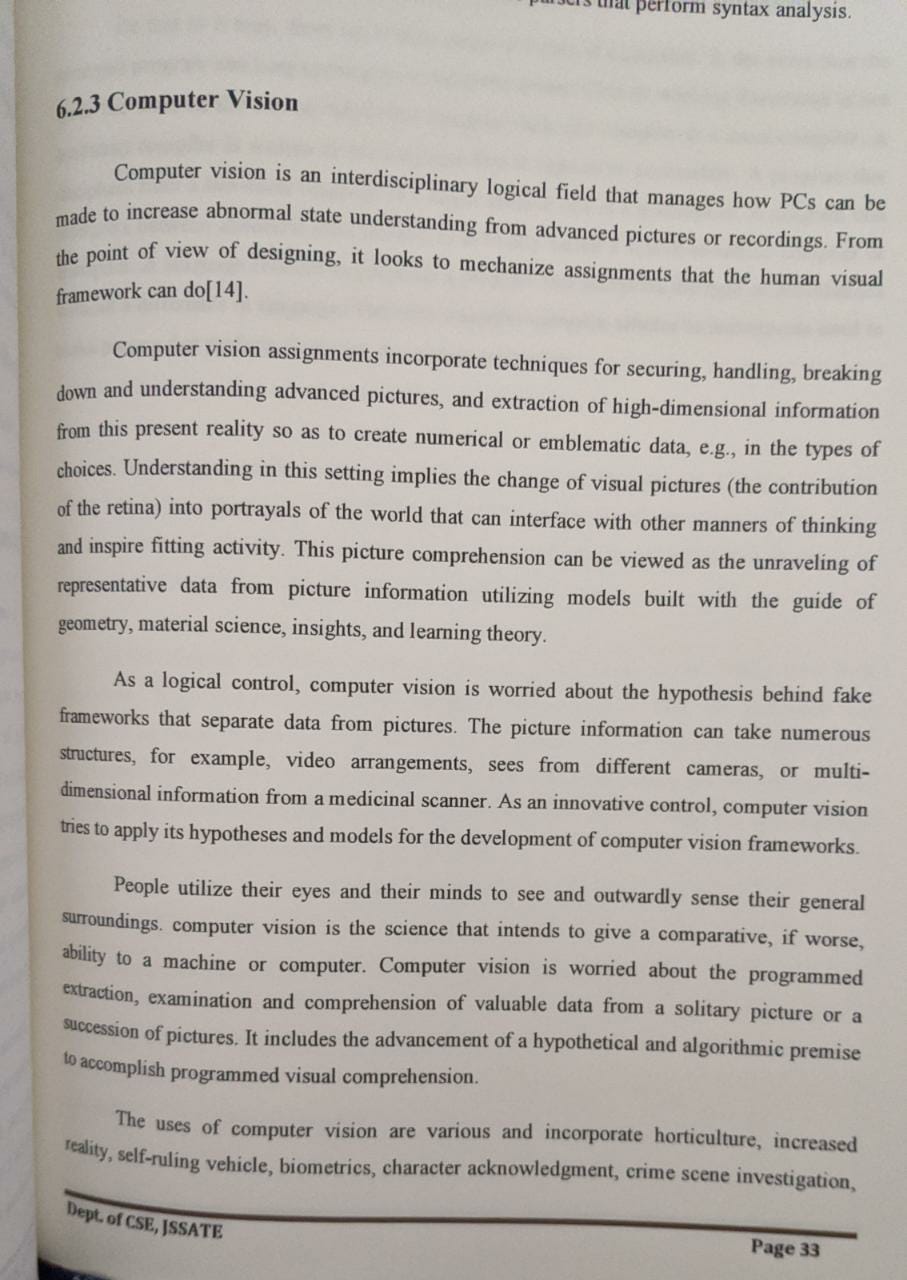 that perform syntax analysis.
6.2.3 Computer Vision
Computer vision is an interdisciplinary logical field that manages how PCs can be
made to increase abnormal state understanding from advanced pictures or recordings. From
the point of view of designing, it looks to mechanize assignments that the human visual
framework can do[14].
Computer vision assignments incorporate techniques for securing, handling, breaking
down and understanding advanced pictures, and extraction of high-dimensional information
from this present reality so as to create numerical or emblematic data, e.g., in the types of
choices. Understanding in this setting implies the change of visual pictures (the contribution
of the retina) into portrayals of the world that can interface with other manners of thinking
and inspire fitting activity. This picture comprehension can be viewed as the unraveling of
representative data from picture information utilizing models built with the guide of
geometry, material science, insights, and learning theory.
As a logical control, computer vision is worried about the hypothesis behind fake
frameworks that separate data from pictures. The picture information can take numerous
structures, for example, video arrangements, sees from different cameras, or multi-
dimensional information from a medicinal scanner. As an innovative control, computer vision
tries to apply its hypotheses and models for the development of computer vision frameworks.
People utilize their eyes and their minds to see and outwardly sense their general
surroundings. computer vision is the science that intends to give a comparative, if worse,
ability to a machine or computer. Computer vision is worried about the programmed
extraction, examination and comprehension of valuable data from a solitary picture or a
succession of pictures. It includes the advancement of a hypothetical and algorithmic premise
to accomplish programmed visual comprehension.
The uses of computer vision are various and incorporate horticulture, increased
reality, self-ruling vehicle, biometrics, character acknowledgment, crime scene investigation,
Dept. of CSE, JSSATE
Page 33